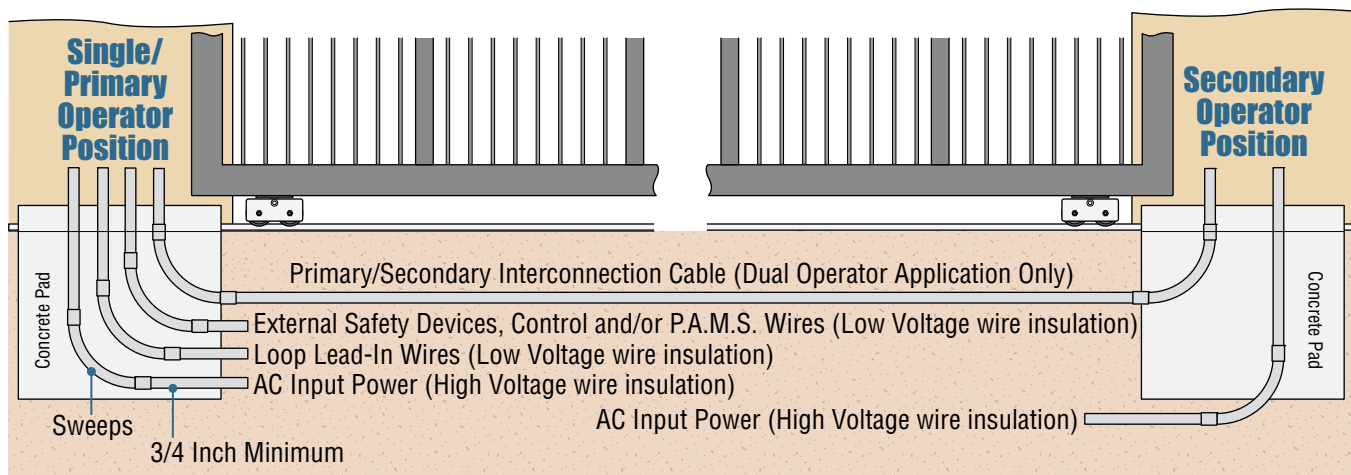 Single/
Primary
Operator
Position
Secondary
Operator
Position
Concrete Pad
Primary/Secondary Interconnection Cable (Dual Operator Application Only)
External Safety Devices, Control and/or P.A.M.S. Wires (Low Voltage wire insulation)
Loop Lead-In Wires (Low Voltage wire insulation)
AC Input Power (High Voltage wire insulation)
Concrete Pad
AC Input Power (High Voltage wire insulation)
Sweeps
3/4 Inch Minimum